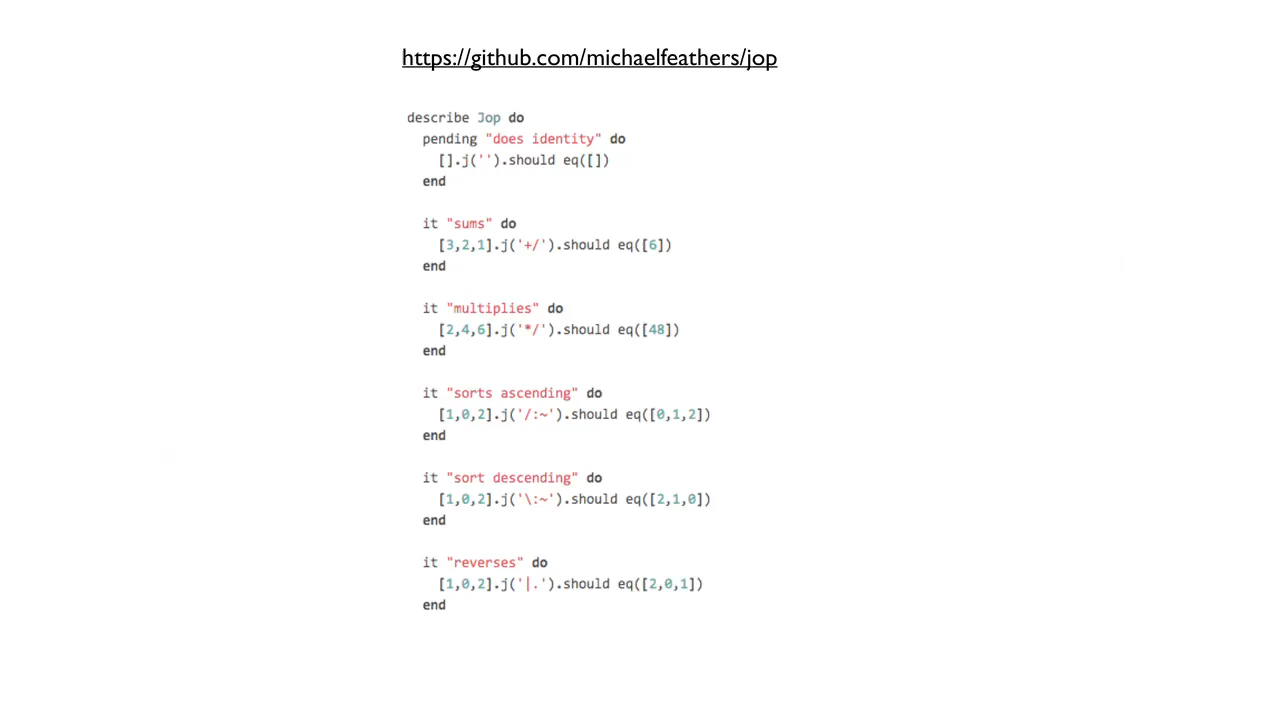 https://github.com/michaelfeathers/jop
describe Jop do
  pending "does identity" do
    [].j('').should eq([])
  end
  it "sums" do
    [3,2,1].j('+/').should eq([6])
  end
  it "multiplies" do
    [2,4,6].j('*/').should eq([48])
  end
  it "sorts ascending" do
    [1,0,2].j('/:~').should eq([0,1,2])
  end
  it "sort descending" do
    [1,0,2].j('\:~').should eq([2,1,0])
  end
  it "reverses" do
    [1,0,2].j('|.').should eq([2,0,1])
  end